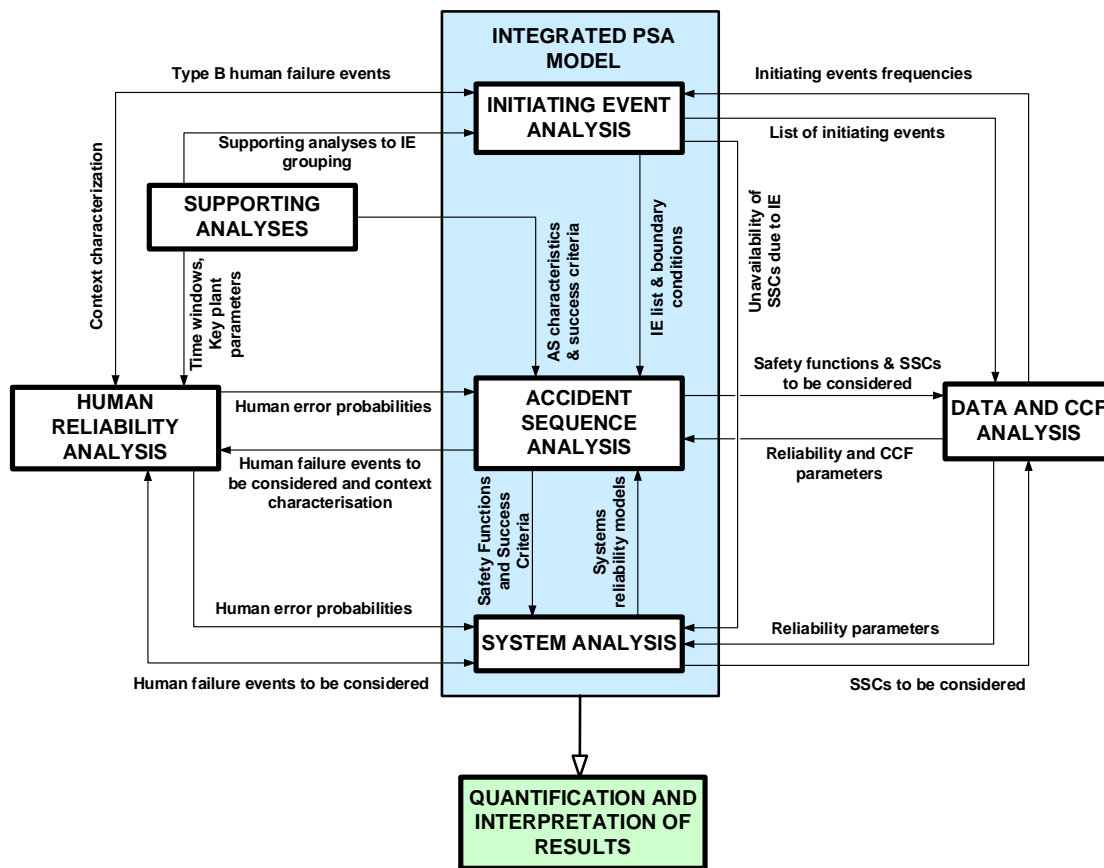 INTEGRATED PSA
MODEL
Type B human failure events
Initiating events frequencies
INITIATING EVENT
ANALYSIS
List of initiating events
Supporting analyses to IE
grouping
SUPPORTING
ANALYSES
Context characterization
Time windows,
Key plant
parameters
AS characteristics
& success criteria
IE list & boundary
conditions
Unavailability of
SSCs due to IE
Safety functions & SSCs
to be considered
HUMAN
RELIABILITY
ANALYSIS
Human error probabilities
ACCIDENT
SEQUENCE
ANALYSIS
DATA AND CCF
ANALYSIS
Human failure events to
be considered and context
characterisation
Reliability and CCF
parameters
Safety Functions
and Success
Criteria
Systems
reliability models
Human error probabilities
Reliability parameters
SYSTEM ANALYSIS
Human failure events to be considered
SSCs to be considered
QUANTIFICATION AND
INTERPRETATION OF
RESULTS